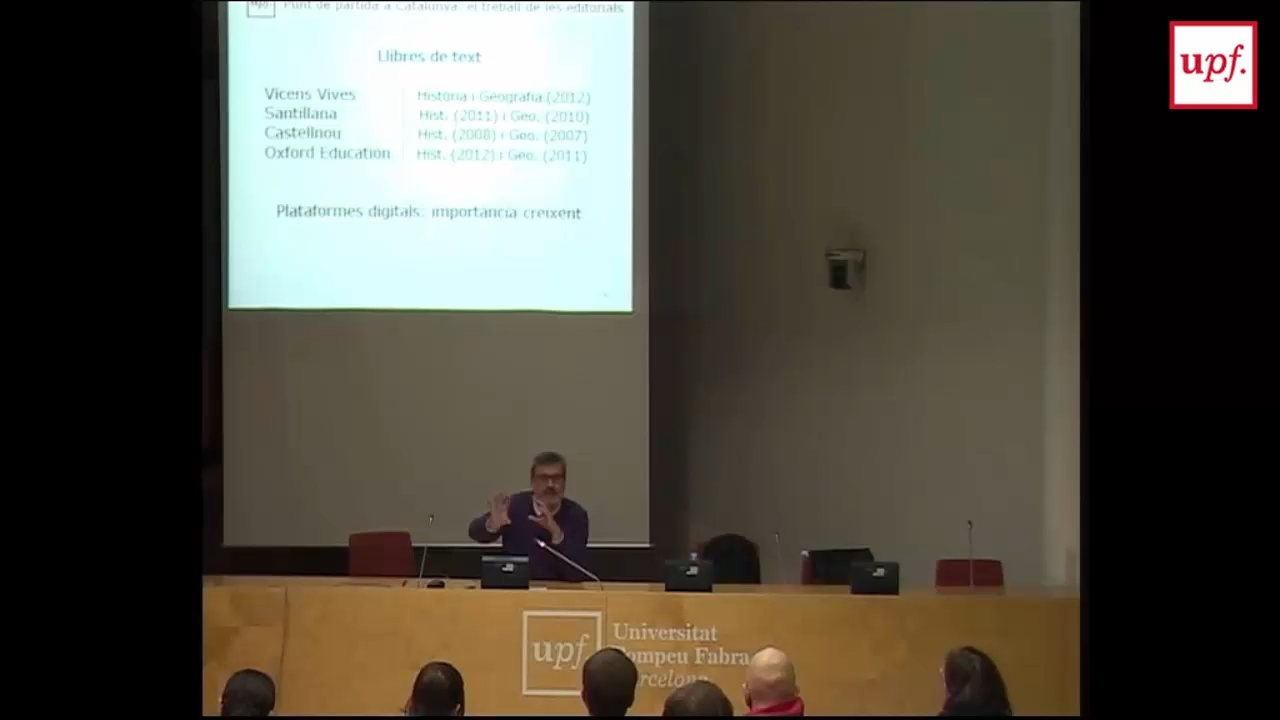 upf. Punt de partida a Catalunya: el treball de les editorials
Llibres de text
Vicens Vives Història i Geografia (2012)
Santillana Hist. (2011) i Geo. (2010)
Castellnou Hist. (2008) i Geo. (2007)
Oxford Education Hist. (2012) i Geo. (2011)
Plataformes digitals: importància creixent
upf.
upf.
Universitat
Pompeu Fabra
Barcelona